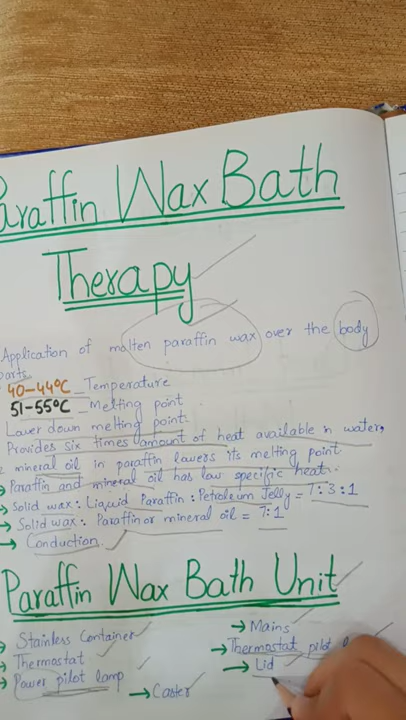 Paraffin Wax Bath
Therapy
Application of molten paraffin wax over the body
parts.
40-44°C - Temperature
51-55°C - Melting point
Lower down melting point
Provides six times amount of heat available n water,
mineral oil in paraffin lowers its melting point
→ Paraffin and mineral oil has low specific heat.
→ Solid wax : Liquid Paraffin : Petroleum Jelly = 7 : 3 : 1
→ Solid wax : Paraffin or mineral oil = 7:1
→ Conduction.
Paraffin Wax Bath Unit
→ Stainless Container
→ Thermostat
→ Power pilot lamp
→ Caster
→ Mains
→ Thermostat pilot
→ Lid